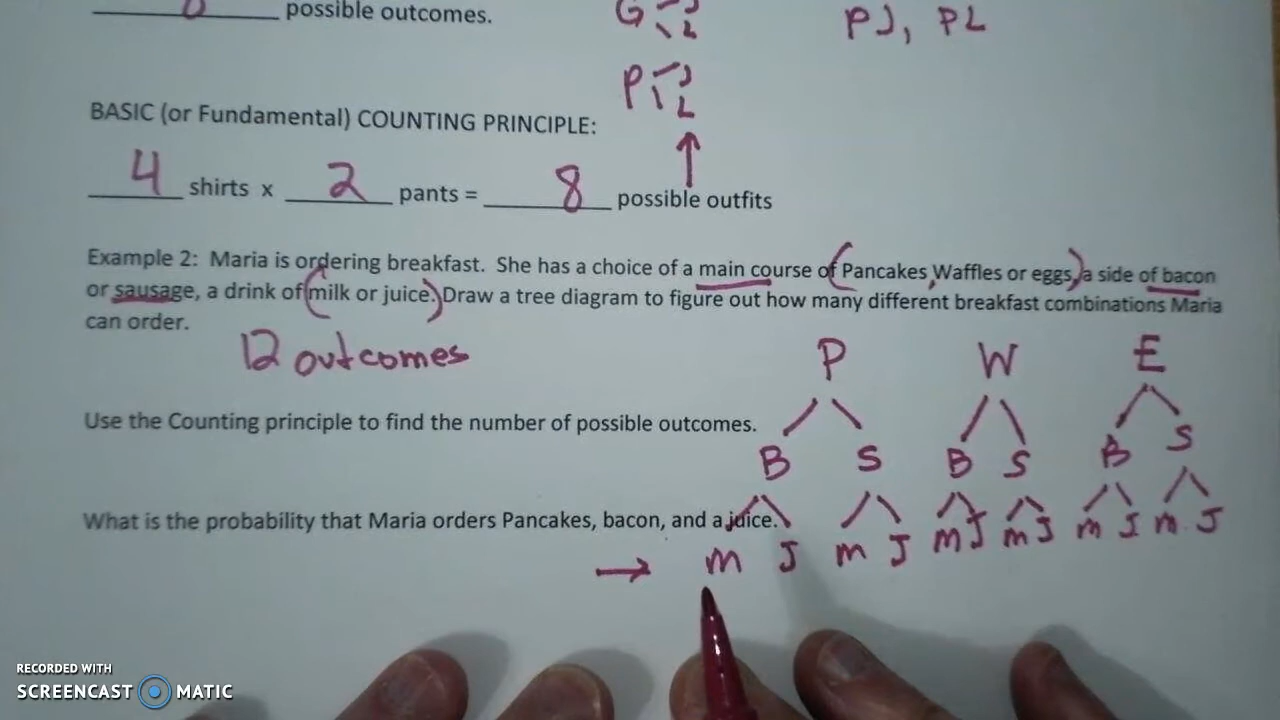 8 possible outcomes.
G J
L
PJ, PL
P J
L
BASIC (or Fundamental) COUNTING PRINCIPLE:
4 shirts x 2 pants = 8 possible outfits
Example 2: Maria is ordering breakfast. She has a choice of a main course of (Pancakes, Waffles or eggs,) a side of bacon
or sausage, a drink of (milk or juice.) Draw a tree diagram to figure out how many different breakfast combinations Maria
can order.
12 outcomes
P W E
Use the Counting principle to find the number of possible outcomes.
B S B S B S
What is the probability that Maria orders Pancakes, bacon, and a juice.
m J m J m J m J m J m J
RECORDED WITH
SCREENCAST MATIC